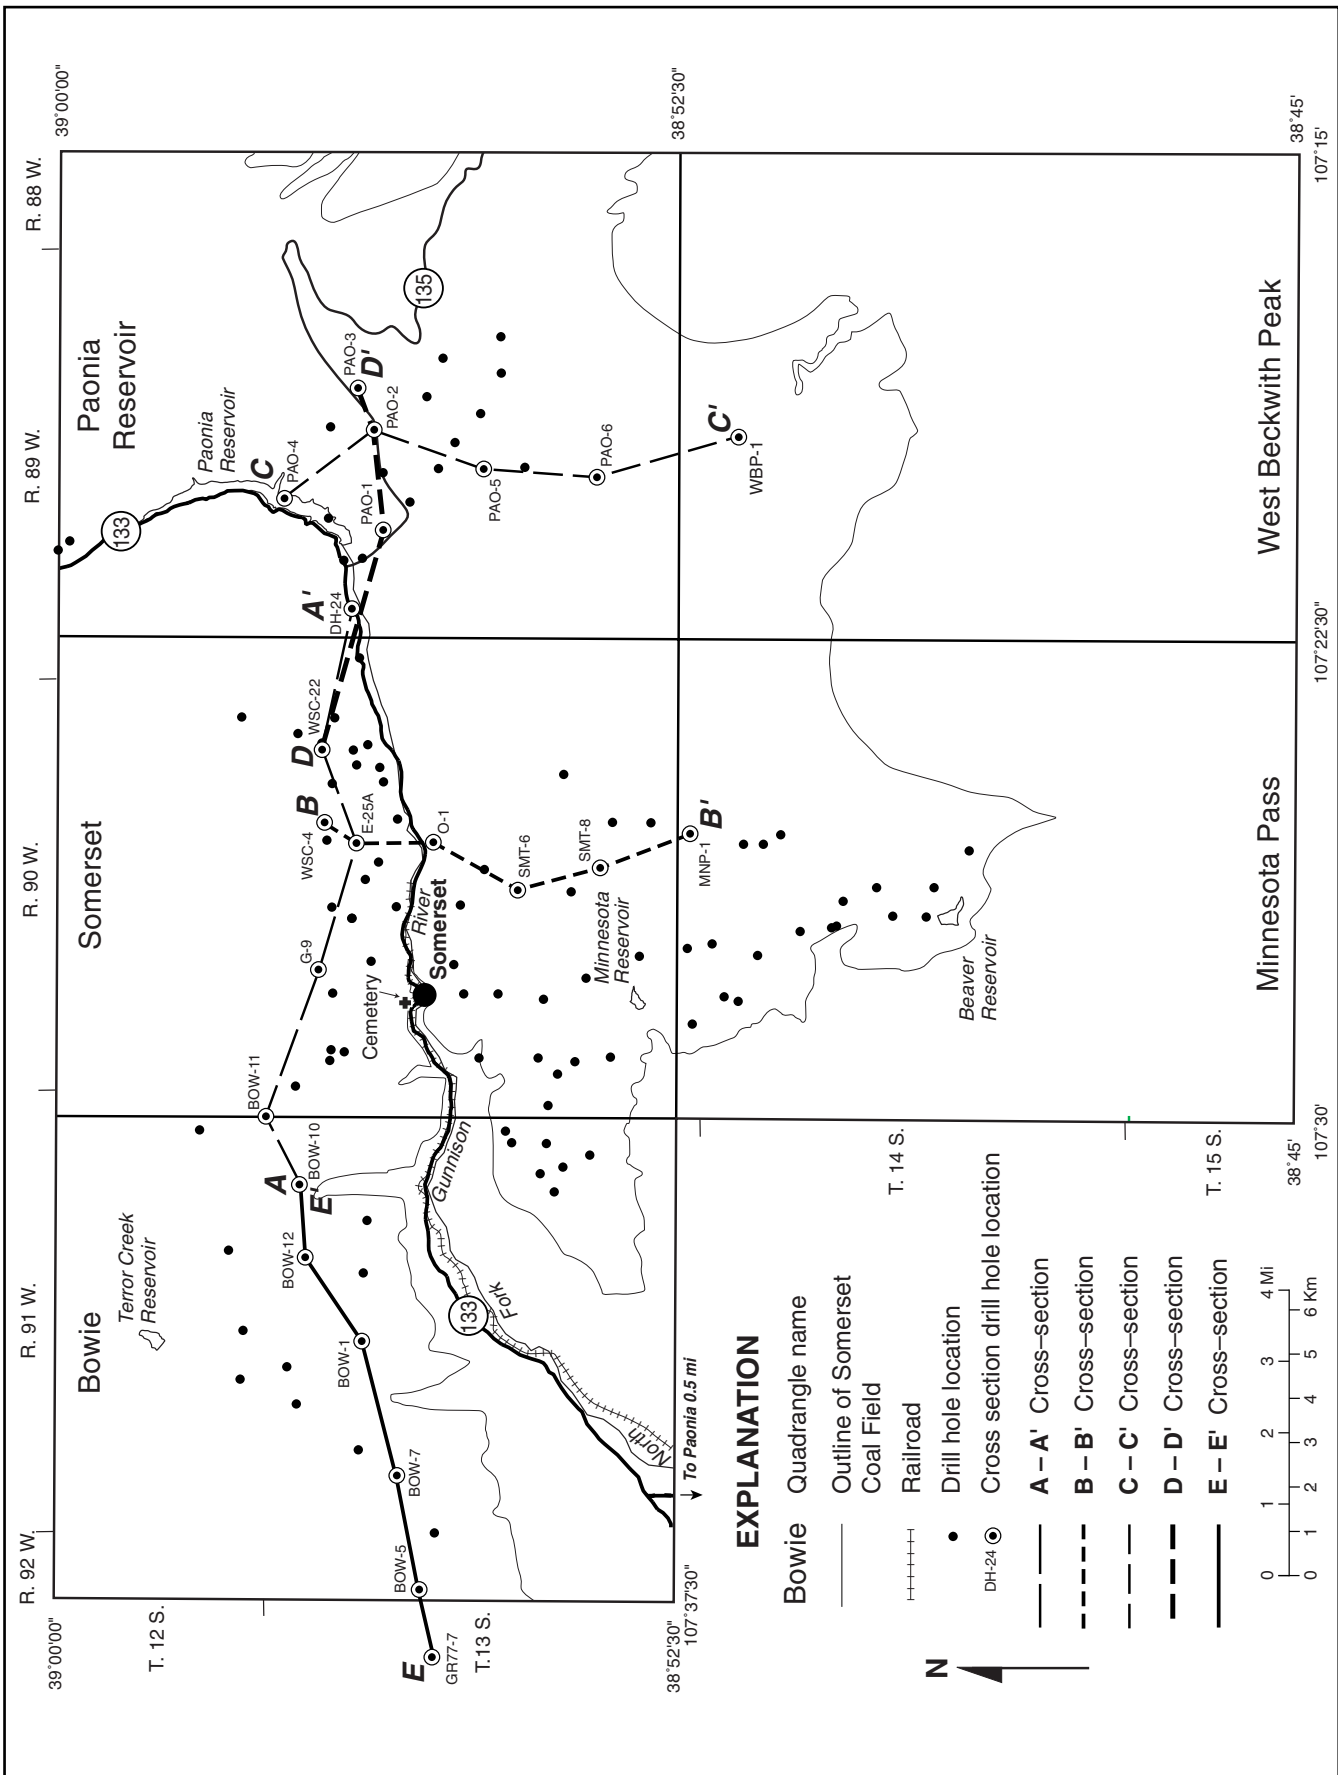 R. 92 W.
R. 91 W.
R. 90 W.
R. 89 W.
R. 88 W.
39°00'00"
39°00'00"
T. 12 S.
T. 13 S.
Bowie
Somerset
Paonia
Reservoir
Terror Creek
Reservoir
Paonia
Reservoir
133
135
133
E
GR77-7
BOW-5
BOW-7
BOW-1
BOW-12
A
E'
BOW-10
BOW-11
G-9
WSC-4
B
E-25A
D
WSC-22
A'
DH-24
PAO-1
C
PAO-4
PAO-2
PAO-3
D'
PAO-5
PAO-6
C'
WBP-1
O-1
SMT-6
SMT-8
MNP-1
B'
Cemetery
Somerset
North
Fork
Gunnison
River
Minnesota
Reservoir
Beaver
Reservoir
To Paonia 0.5 mi
38°52'30"
107°37'30"
38°52'30"
T. 14 S.
T. 15 S.
Minnesota Pass
West Beckwith Peak
38°45'
107°30'
107°22'30"
38°45'
107°15'
EXPLANATION
Bowie Quadrangle name
Outline of Somerset
Coal Field
Railroad
Drill hole location
DH-24 Cross section drill hole location
A – A' Cross–section
B – B' Cross–section
C – C' Cross–section
D – D' Cross–section
E – E' Cross–section
N
0 1 2 3 4 Mi
0 1 2 3 4 5 6 Km